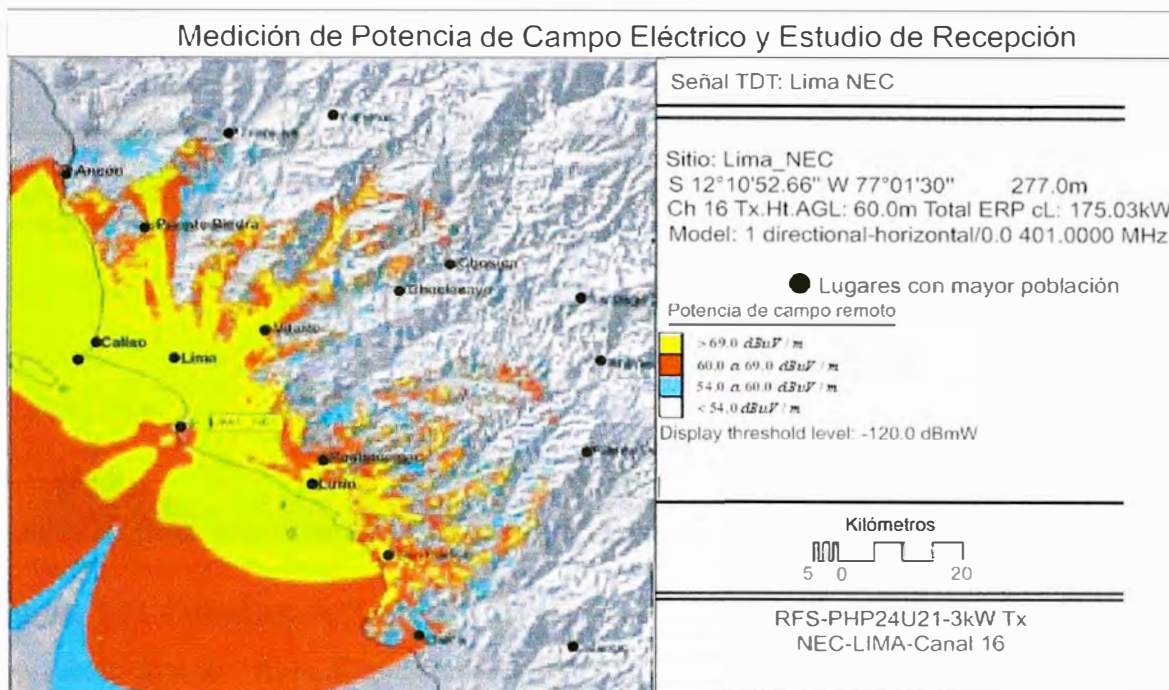 Medición de Potencia de Campo Eléctrico y Estudio de Recepción
Señal TDT: Lima NEC
Sitio: Lima_NEC
S 12°10'52.66" W 77°01'30" 277.0m
Ch 16 Tx.Ht.AGL: 60.0m Total ERP cL: 175.03kW
Model: 1 directional-horizontal/0.0 401.0000 MHz
Lugares con mayor población
Potencia de campo remoto
>69.0 dBuV / m
60.0 a 69.0 dBuV / m
54.0 a 60.0 dBuV / m
<54.0 dBuV / m
Display threshold level: -120.0 dBmW
Kilómetros
5 0 20
RFS-PHP24U21-3kW Tx
NEC-LIMA-Canal 16
Ancon
Puente Piedra
Chosica
Chaclacayo
Vitarte
Callao
Lima
Lurin